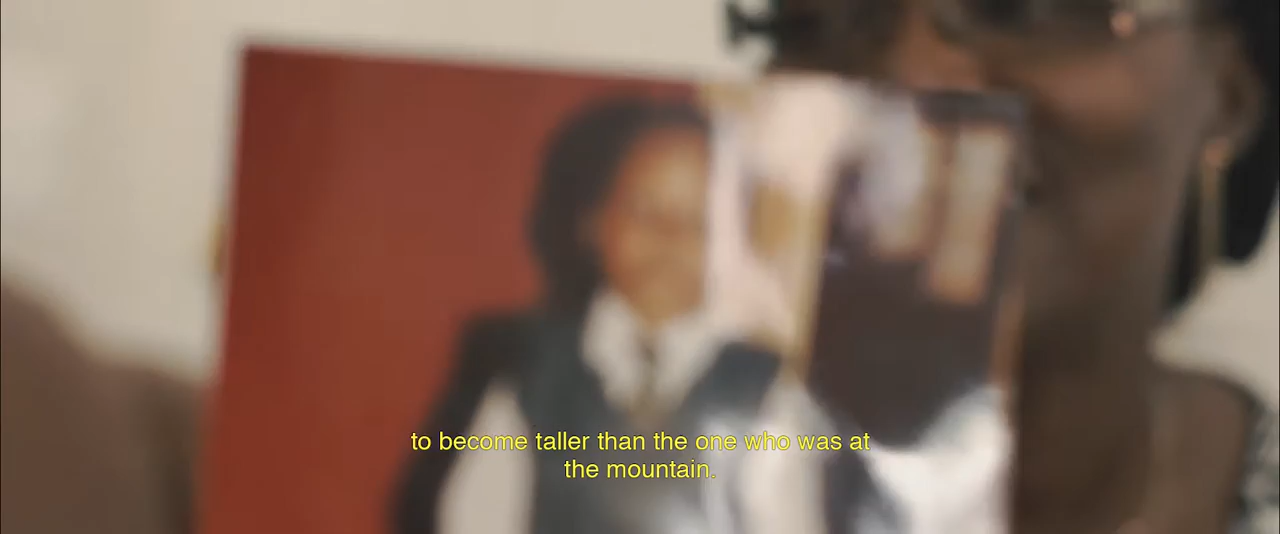 to become taller than the one who was at
the mountain.